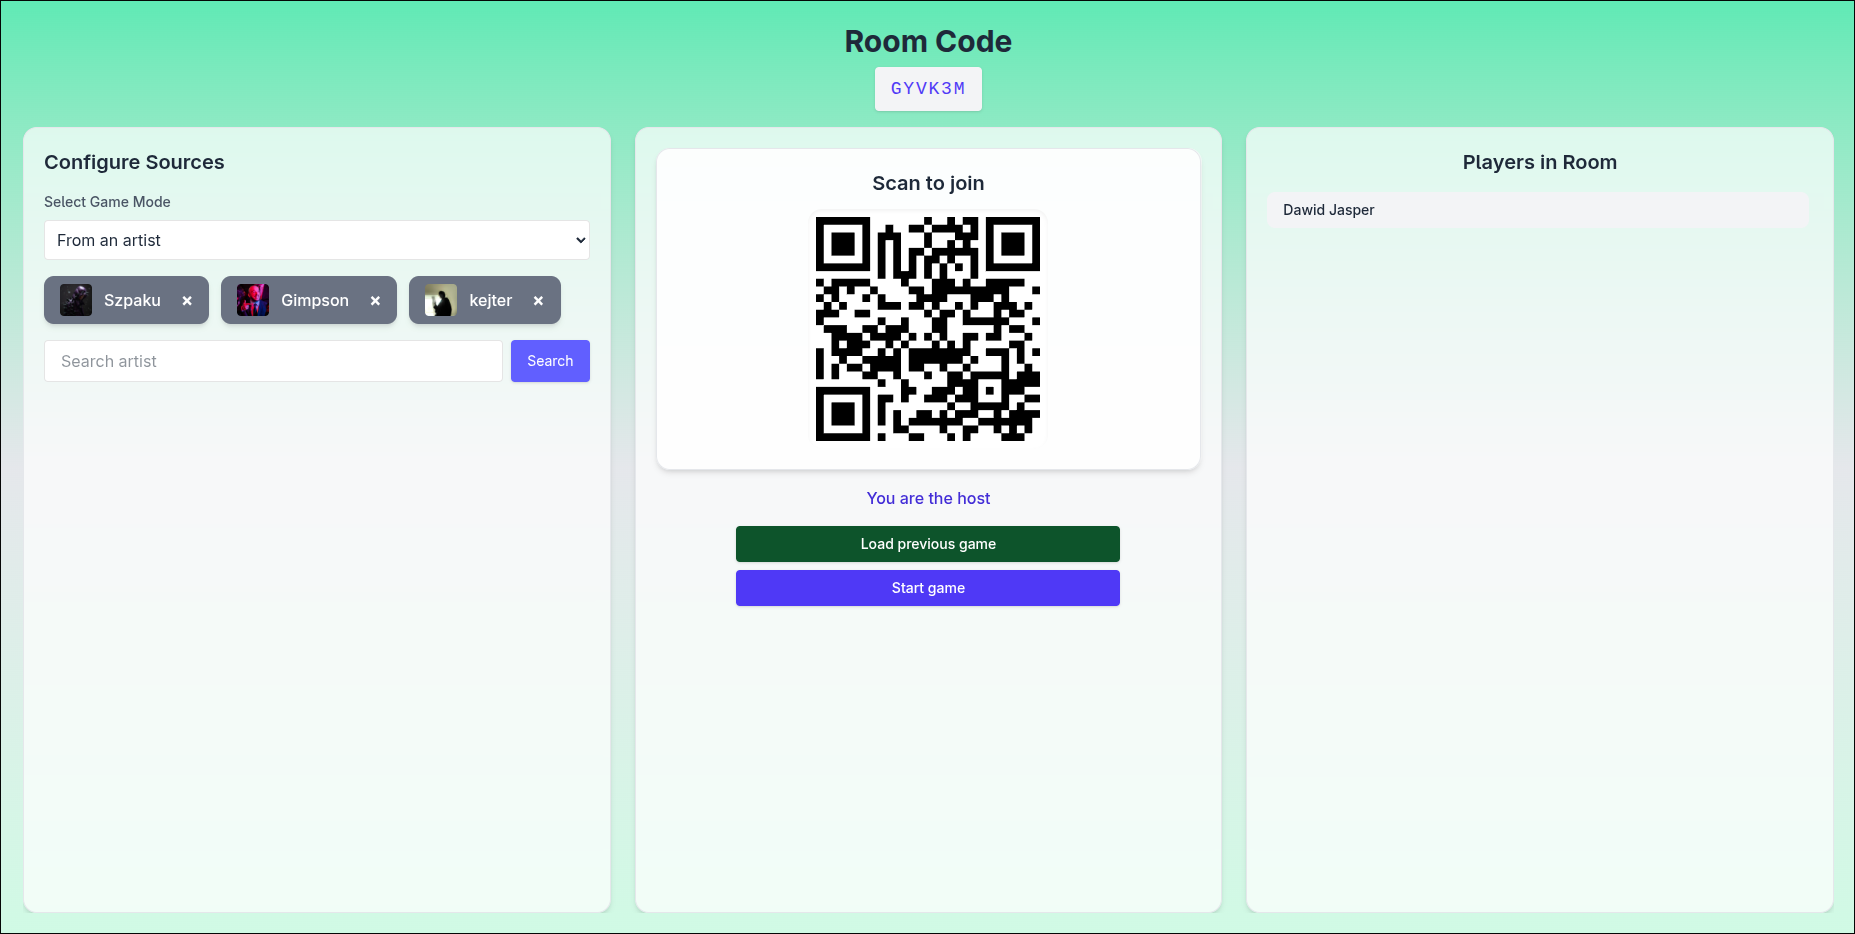 Room Code
GYVK3M
Configure Sources
Select Game Mode
From an artist
Szpaku × Gimpson × kejter ×
Search artist Search
Scan to join
You are the host
Load previous game
Start game
Players in Room
Dawid Jasper